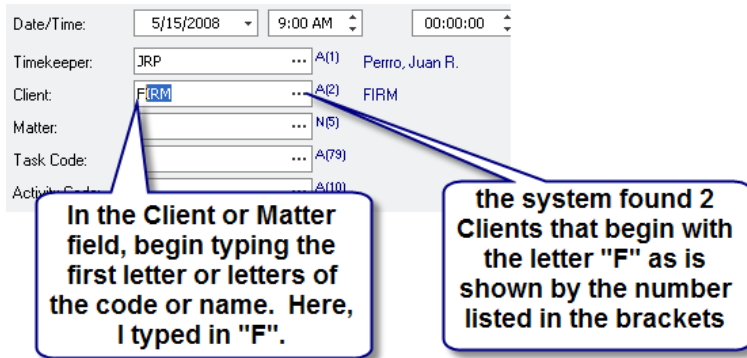 Date/Time: 5/15/2008 9:00 AM 00:00:00
Timekeeper: JRP ... A(1) Perrro, Juan R.
Client: FIRM ... A(2) FIRM
Matter: ... N(5)
Task Code: ... A(79)
Activity Code: ... A(10)
In the Client or Matter
field, begin typing the
first letter or letters of
the code or name. Here,
I typed in "F".
the system found 2
Clients that begin with
the letter "F" as is
shown by the number
listed in the brackets